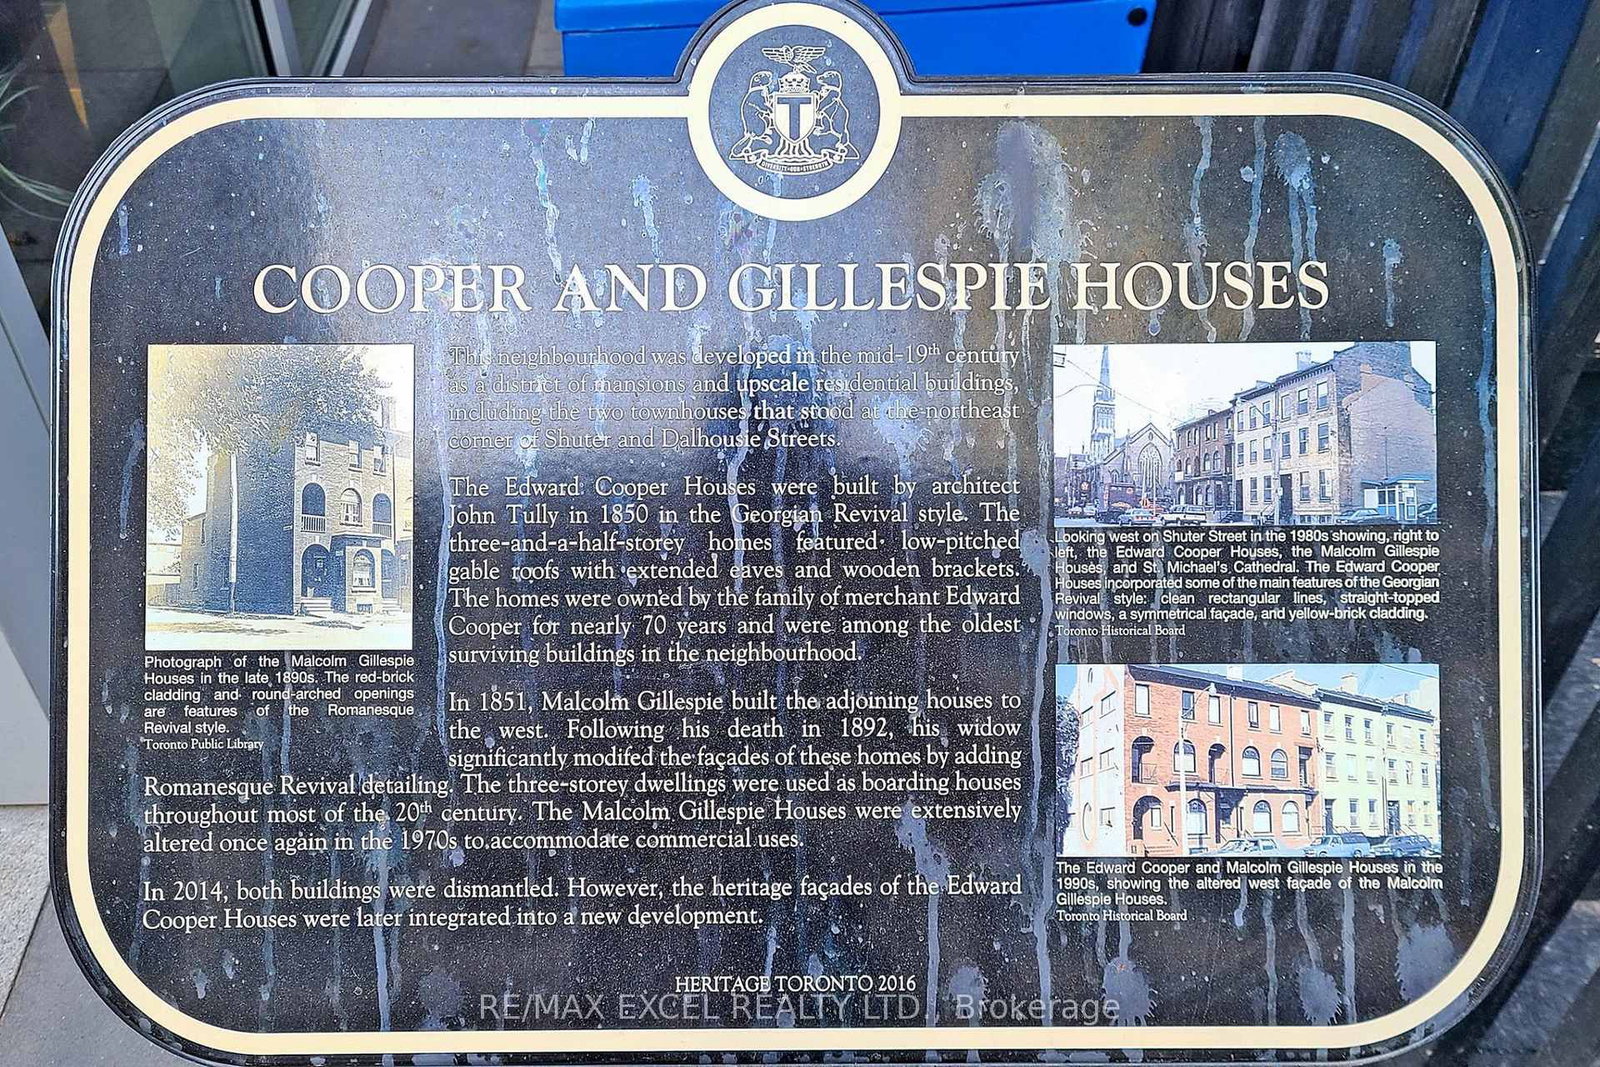 DIVERSITY OUR STRENGTH
COOPER AND GILLESPIE HOUSES
This neighbourhood was developed in the mid-19th century
as a district of mansions and upscale residential buildings,
including the two townhouses that stood at the northeast
corner of Shuter and Dalhousie Streets.
The Edward Cooper Houses were built by architect
John Tully in 1850 in the Georgian Revival style. The
three-and-a-half-storey homes featured low-pitched
gable roofs with extended eaves and wooden brackets.
The homes were owned by the family of merchant Edward
Cooper for nearly 70 years and were among the oldest
surviving buildings in the neighbourhood.
In 1851, Malcolm Gillespie built the adjoining houses to
the west. Following his death in 1892, his widow
significantly modifed the façades of these homes by adding
Romanesque Revival detailing. The three-storey dwellings were used as boarding houses
throughout most of the 20th century. The Malcolm Gillespie Houses were extensively
altered once again in the 1970s to accommodate commercial uses.
In 2014, both buildings were dismantled. However, the heritage façades of the Edward
Cooper Houses were later integrated into a new development.
Photograph of the Malcolm Gillespie
Houses in the late 1890s. The red-brick
cladding and round-arched openings
are features of the Romanesque
Revival style.
Toronto Public Library
Looking west on Shuter Street in the 1980s showing, right to
left, the Edward Cooper Houses, the Malcolm Gillespie
Houses, and St. Michael's Cathedral. The Edward Cooper
Houses incorporated some of the main features of the Georgian
Revival style: clean rectangular lines, straight-topped
windows, a symmetrical façade, and yellow-brick cladding.
Toronto Historical Board
The Edward Cooper and Malcolm Gillespie Houses in the
1990s, showing the altered west façade of the Malcolm
Gillespie Houses.
Toronto Historical Board
HERITAGE TORONTO 2016
RE/MAX EXCEL REALTY LTD., Brokerage